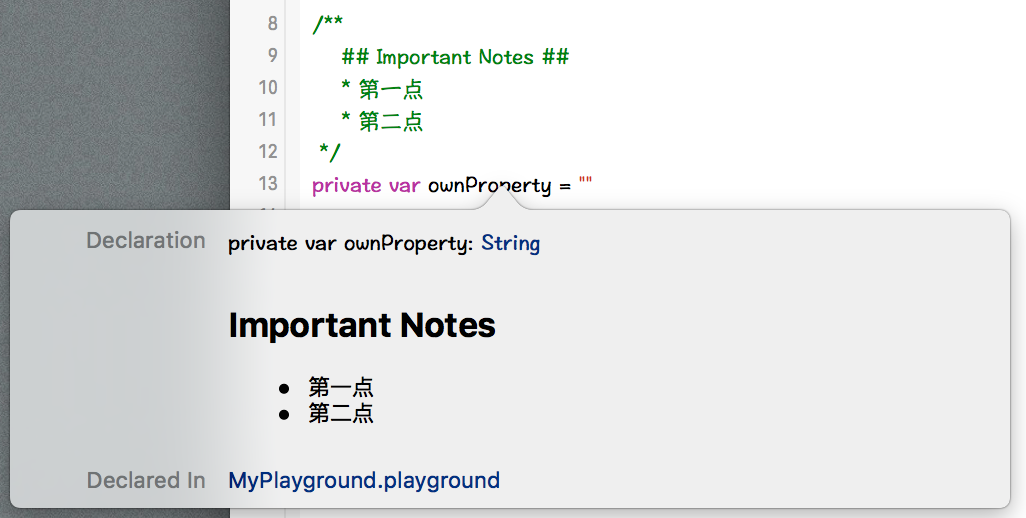 8 /**
9 ## Important Notes ##
10 * 第一点
11 * 第二点
12 */
13 private var ownProperty = ""
Declaration private var ownProperty: String
Important Notes
• 第一点
• 第二点
Declared In MyPlayground.playground